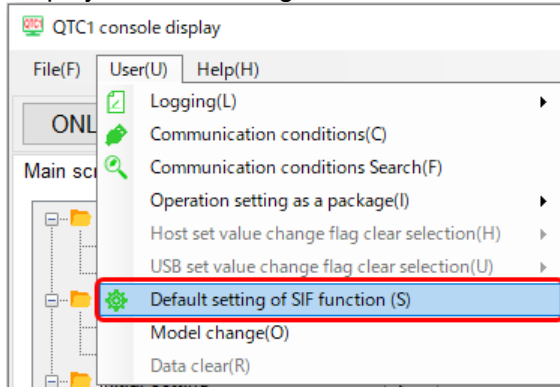 QTC1 console display
File(F) User(U) Help(H)
Logging(L)
ONL
Communication conditions(C)
Main scr
Communication conditions Search(F)
Operation setting as a package(I)
Host set value change flag clear selection(H)
USB set value change flag clear selection(U)
Default setting of SIF function (S)
Model change(O)
Data clear(R)